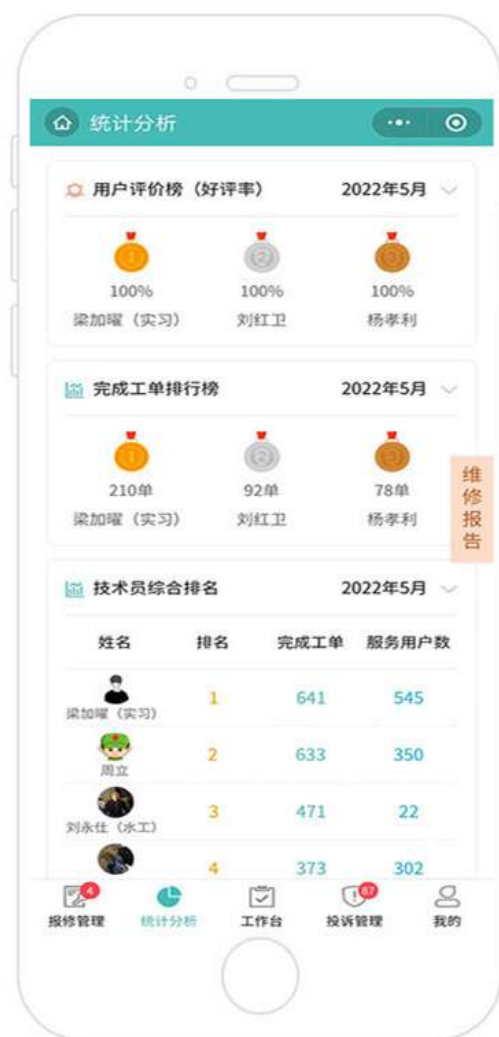 统计分析
用户评价榜（好评率） 2022年5月
1 2 3
100% 100% 100%
梁加曜（实习） 刘红卫 杨孝利
完成工单排行榜 2022年5月
1 2 3
210单 92单 78单
梁加曜（实习） 刘红卫 杨孝利
维修报告
技术员综合排名 2022年5月
姓名 排名 完成工单 服务用户数
梁加曜（实习） 1 641 545
周立 2 633 350
刘永仕（水工） 3 471 22
4 373 302
4 67
报修管理 统计分析 工作台 投诉管理 我的